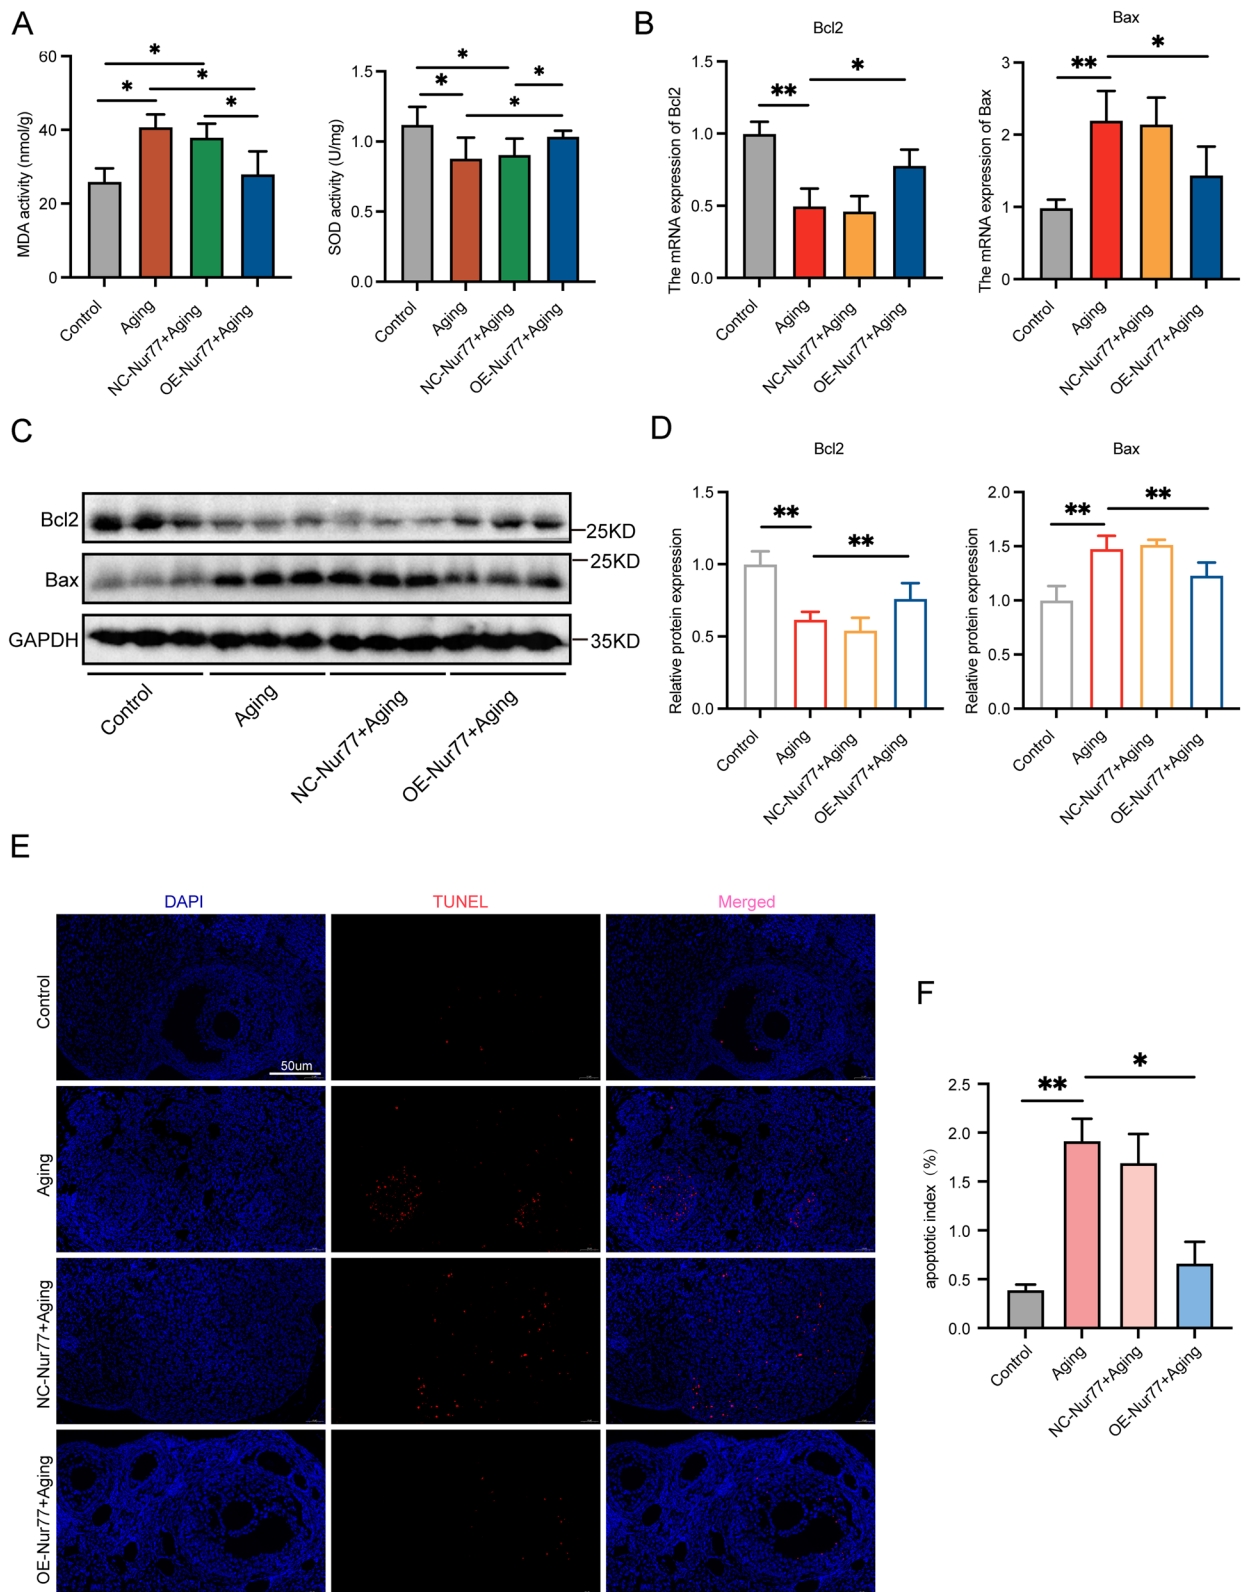 A
MDA activity (nmol/g)
60
40
20
0
* * * *
Control
Aging
NC-Nur77+Aging
OE-Nur77+Aging
SOD activity (U/mg)
1.5
1.0
0.5
0.0
* * * *
Control
Aging
NC-Nur77+Aging
OE-Nur77+Aging
B
Bcl2
The mRNA expression of Bcl2
1.5
1.0
0.5
0.0
** *
Control
Aging
NC-Nur77+Aging
OE-Nur77+Aging
Bax
The mRNA expression of Bax
3
2
1
0
** *
Control
Aging
NC-Nur77+Aging
OE-Nur77+Aging
C
Bcl2
25KD
25KD
Bax
GAPDH
35KD
Control
Aging
NC-Nur77+Aging
OE-Nur77+Aging
D
Bcl2
Relative protein expression
1.5
1.0
0.5
0.0
** **
Control
Aging
NC-Nur77+Aging
OE-Nur77+Aging
Bax
Relative protein expression
2.0
1.5
1.0
0.5
0.0
** **
Control
Aging
NC-Nur77+Aging
OE-Nur77+Aging
E
DAPI
TUNEL
Merged
Control
50um
Aging
NC-Nur77+Aging
OE-Nur77+Aging
F
apoptotic index（%）
2.5
2.0
1.5
1.0
0.5
0.0
** *
Control
Aging
NC-Nur77+Aging
OE-Nur77+Aging